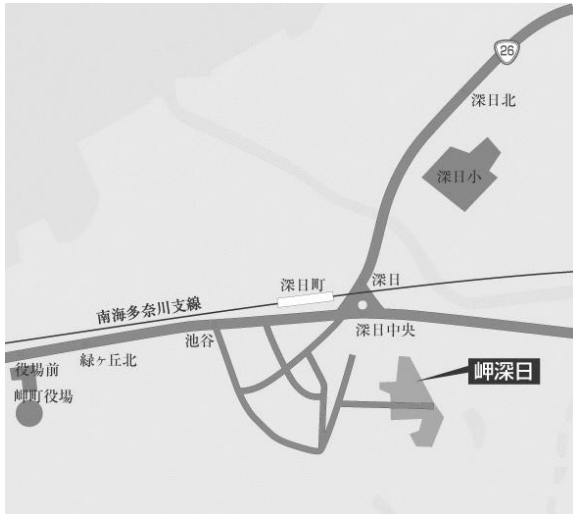 26
深日北
深日小
深日町
深日
南海多奈川支線
深日中央
池谷
緑ヶ丘北
岬深日
役場前
岬町役場